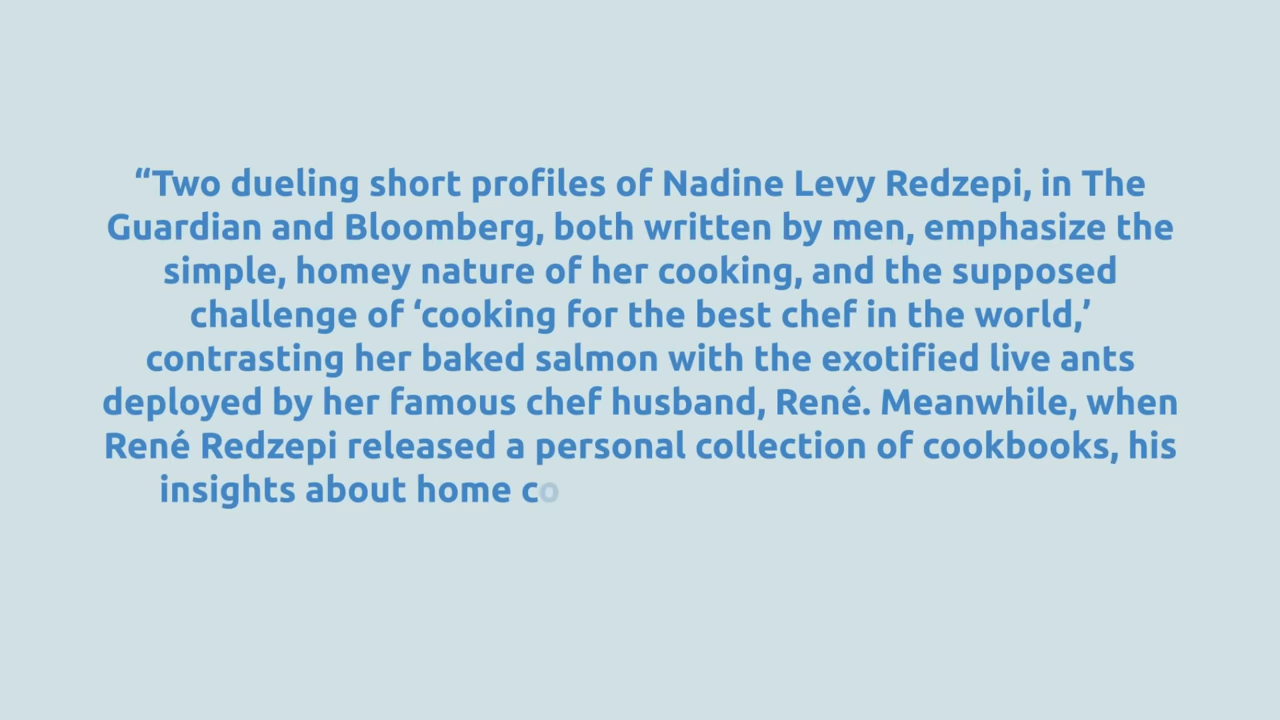 “Two dueling short profiles of Nadine Levy Redzepi, in The
Guardian and Bloomberg, both written by men, emphasize the
simple, homey nature of her cooking, and the supposed
challenge of ‘cooking for the best chef in the world,’
contrasting her baked salmon with the exotified live ants
deployed by her famous chef husband, René. Meanwhile, when
René Redzepi released a personal collection of cookbooks, his
insights about home co